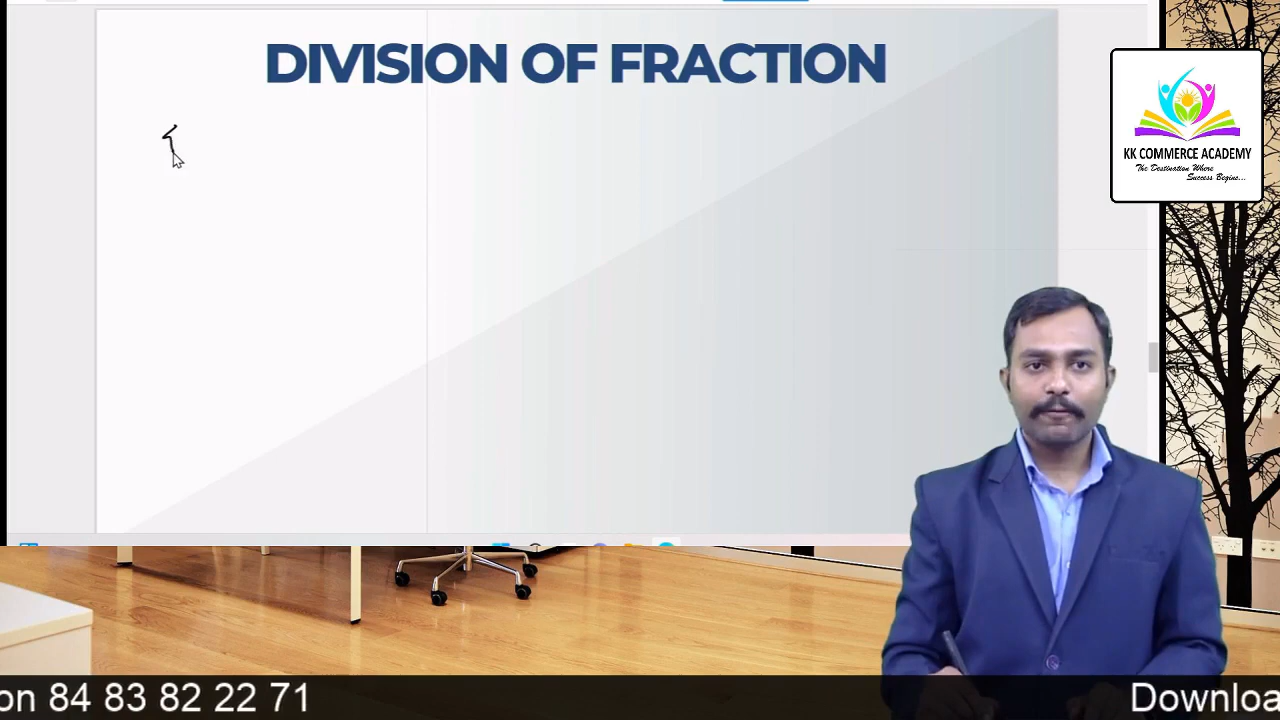 DIVISION OF FRACTION
KK COMMERCE ACADEMY
The Destination Where
Success Begins...
on 84 83 82 22 71
Downloa